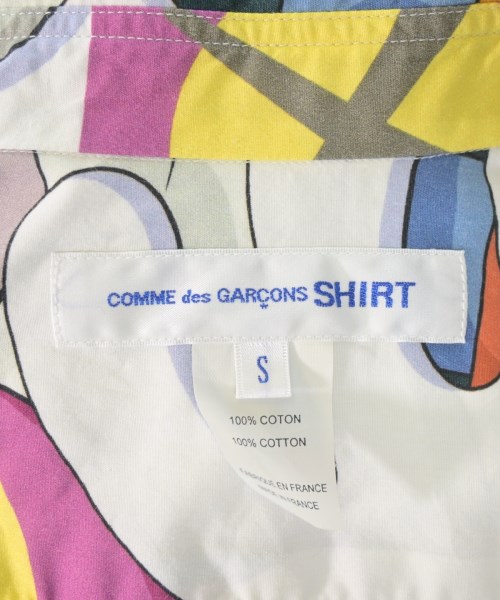 COMME des GARÇONS SHIRT
S
100% COTON
100% COTTON
FABRIQUE EN FRANCE
MADE IN FRANCE